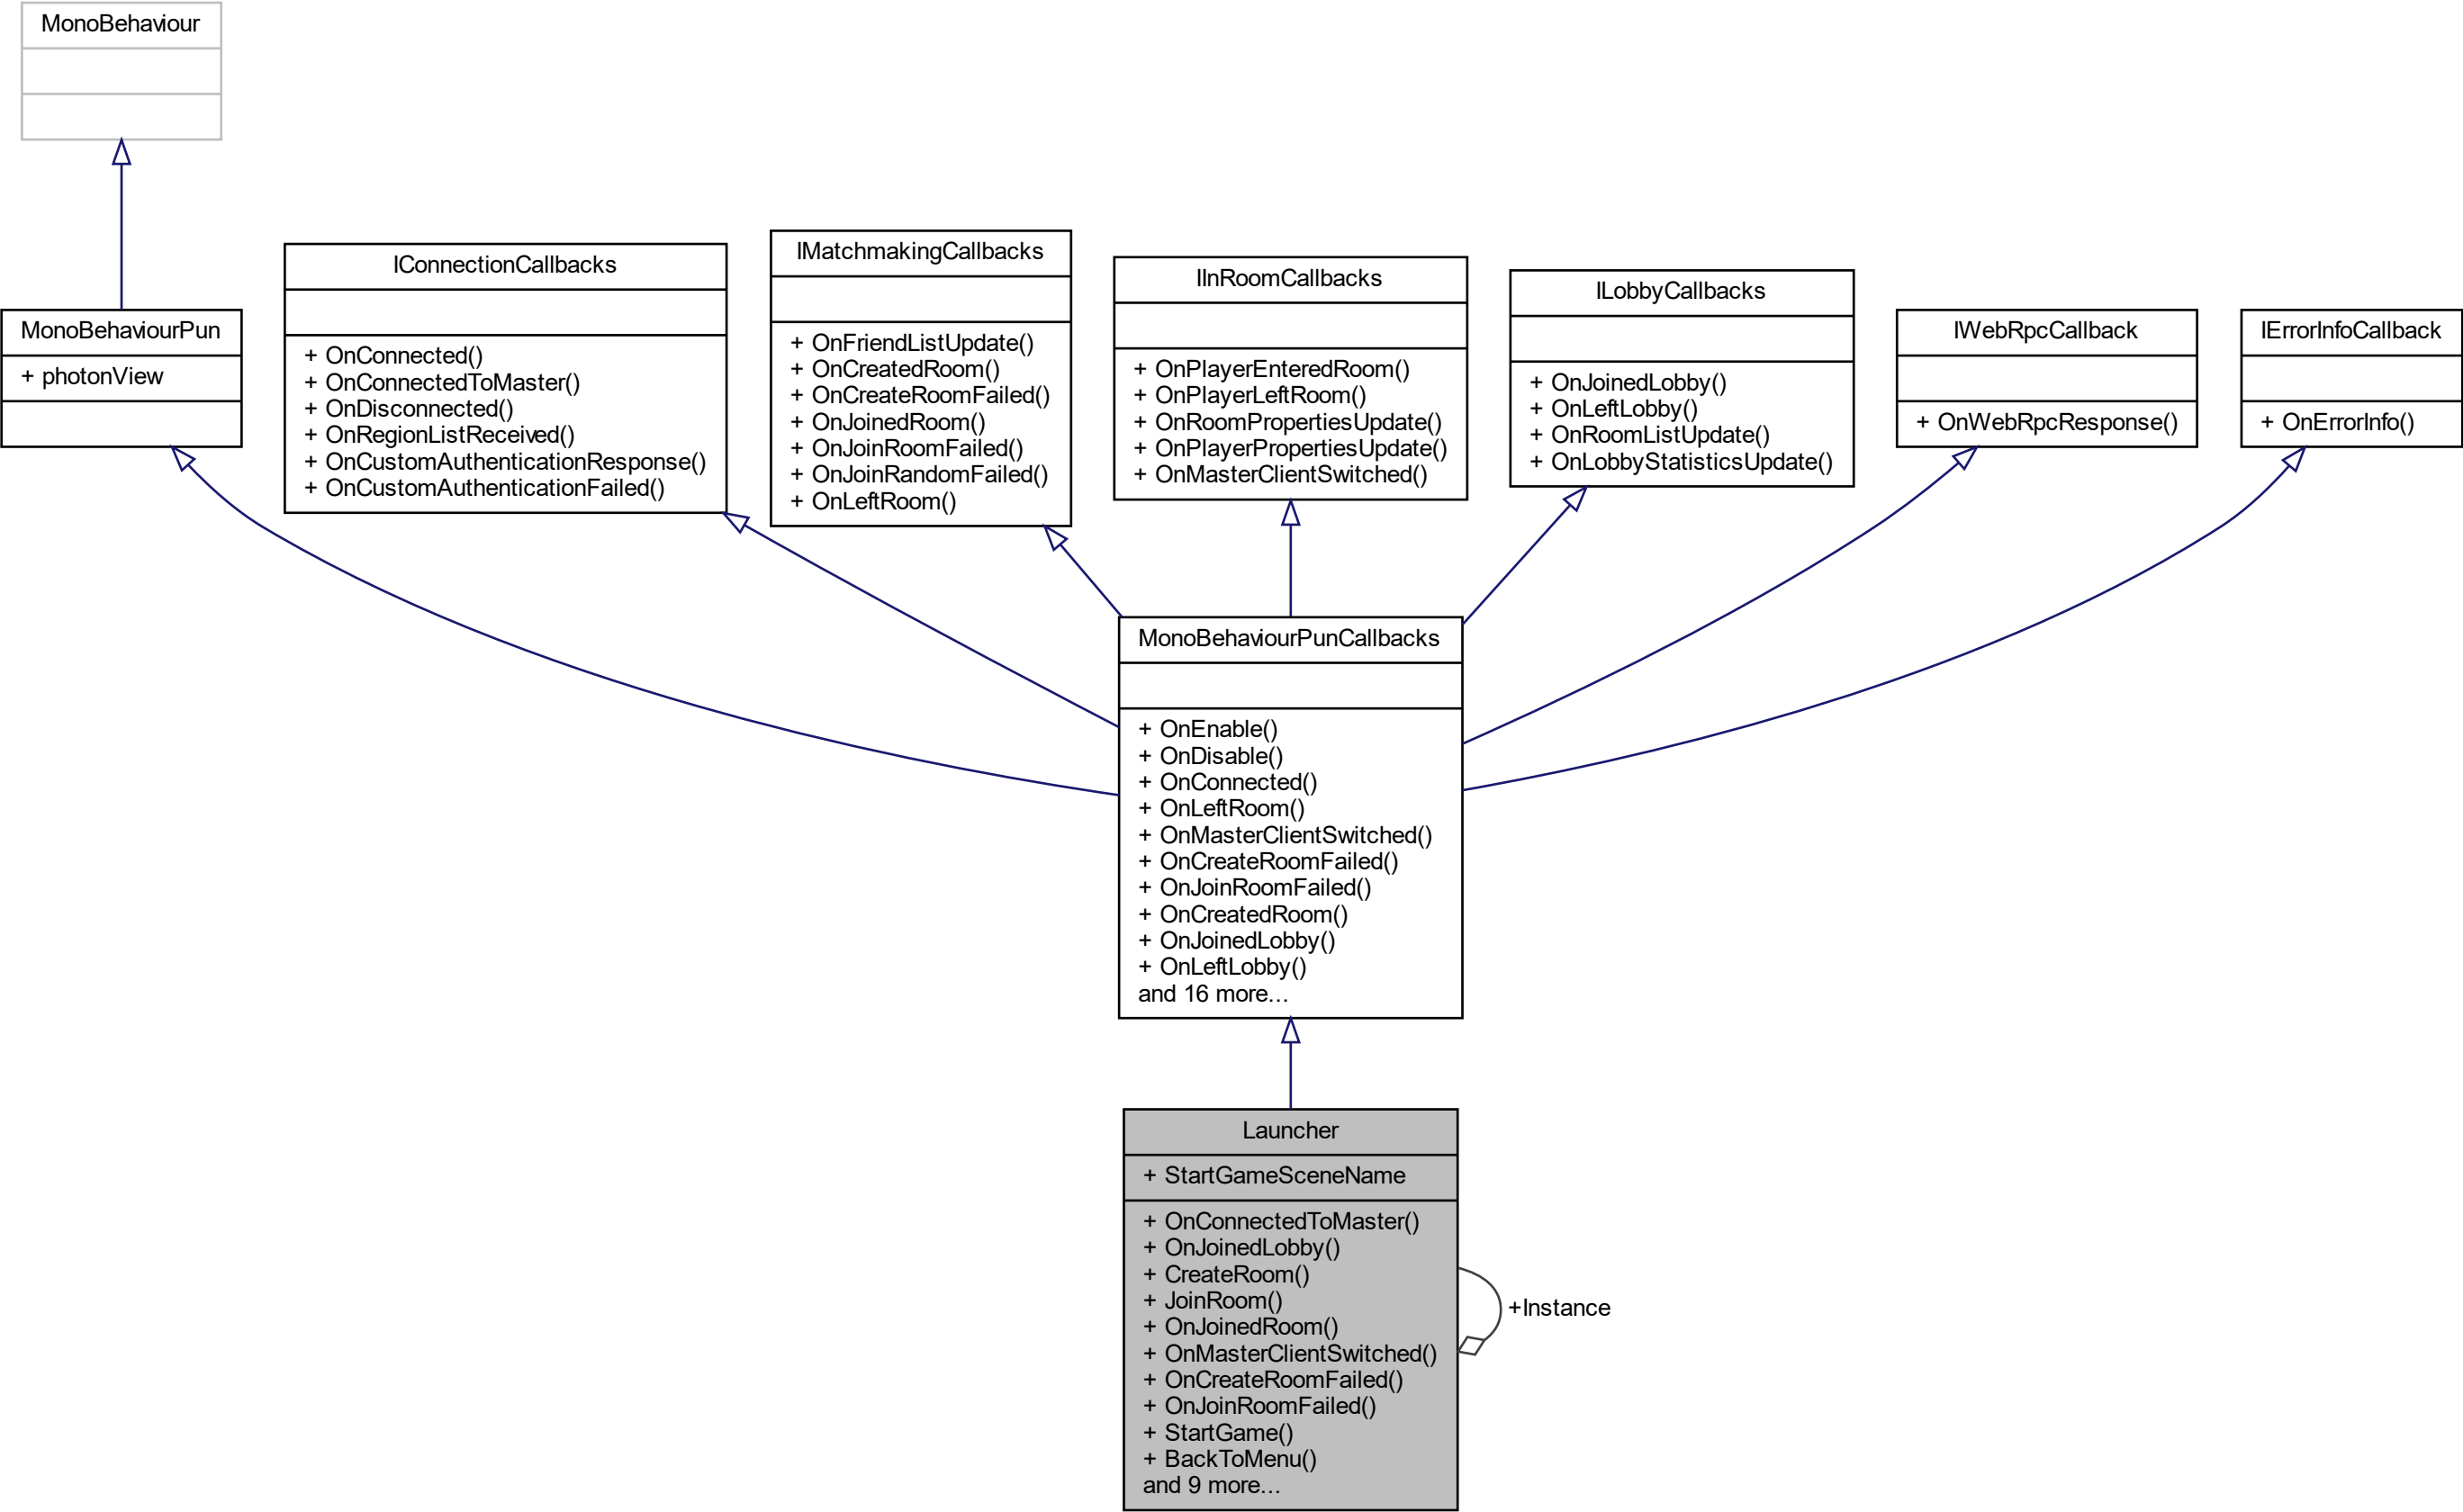 MonoBehaviour
MonoBehaviourPun
+ photonView
IConnectionCallbacks
+ OnConnected()
+ OnConnectedToMaster()
+ OnDisconnected()
+ OnRegionListReceived()
+ OnCustomAuthenticationResponse()
+ OnCustomAuthenticationFailed()
IMatchmakingCallbacks
+ OnFriendListUpdate()
+ OnCreatedRoom()
+ OnCreateRoomFailed()
+ OnJoinedRoom()
+ OnJoinRoomFailed()
+ OnJoinRandomFailed()
+ OnLeftRoom()
IInRoomCallbacks
+ OnPlayerEnteredRoom()
+ OnPlayerLeftRoom()
+ OnRoomPropertiesUpdate()
+ OnPlayerPropertiesUpdate()
+ OnMasterClientSwitched()
ILobbyCallbacks
+ OnJoinedLobby()
+ OnLeftLobby()
+ OnRoomListUpdate()
+ OnLobbyStatisticsUpdate()
IWebRpcCallback
+ OnWebRpcResponse()
IErrorInfoCallback
+ OnErrorInfo()
MonoBehaviourPunCallbacks
+ OnEnable()
+ OnDisable()
+ OnConnected()
+ OnLeftRoom()
+ OnMasterClientSwitched()
+ OnCreateRoomFailed()
+ OnJoinRoomFailed()
+ OnCreatedRoom()
+ OnJoinedLobby()
+ OnLeftLobby()
and 16 more...
Launcher
+ StartGameSceneName
+ OnConnectedToMaster()
+ OnJoinedLobby()
+ CreateRoom()
+ JoinRoom()
+ OnJoinedRoom()
+ OnMasterClientSwitched()
+ OnCreateRoomFailed()
+ OnJoinRoomFailed()
+ StartGame()
+ BackToMenu()
and 9 more...
+Instance